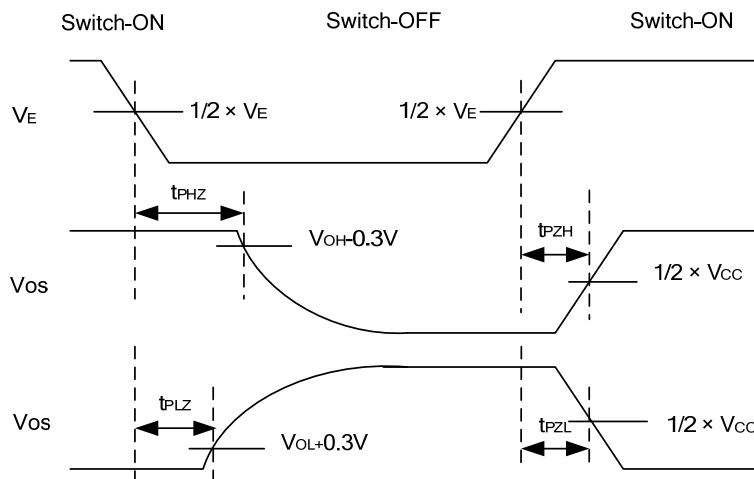 Switch-ON Switch-OFF Switch-ON
VE 1/2 × VE 1/2 × VE
tPHZ
VOH-0.3V tPZH
Vos 1/2 × VCC
tPLZ
Vos tPZL 1/2 × VCC
VOL+0.3V